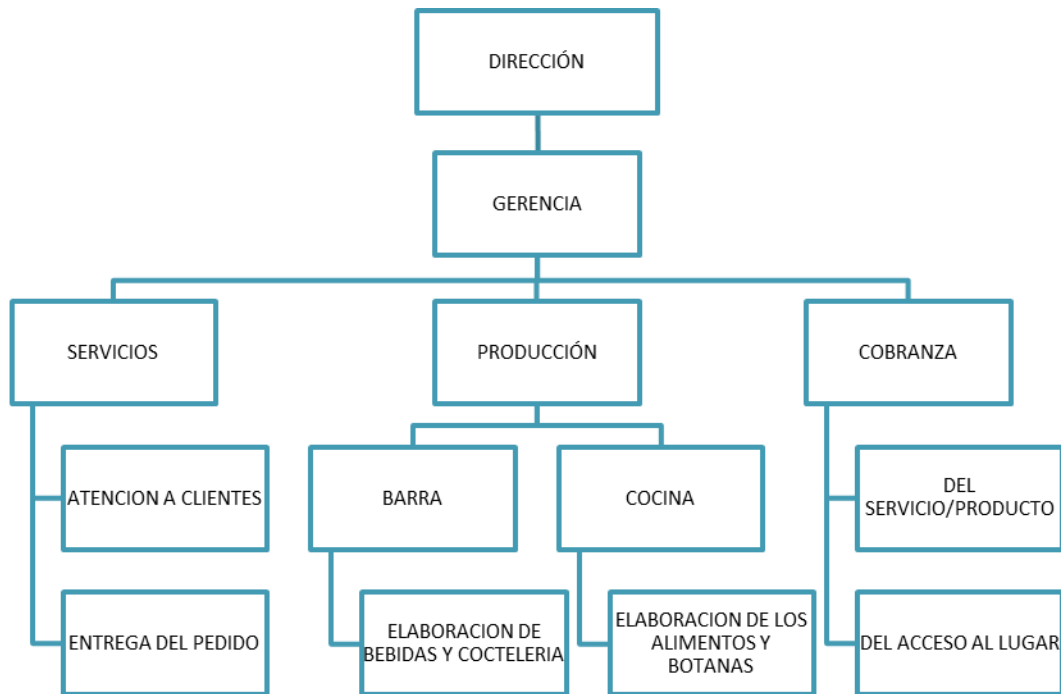 DIRECCIÓN
GERENCIA
SERVICIOS
PRODUCCIÓN
COBRANZA
ATENCION A CLIENTES
BARRA
COCINA
DEL
SERVICIO/PRODUCTO
ENTREGA DEL PEDIDO
ELABORACION DE
BEBIDAS Y COCTELERIA
ELABORACION DE LOS
ALIMENTOS Y
BOTANAS
DEL ACCESO AL LUGAR